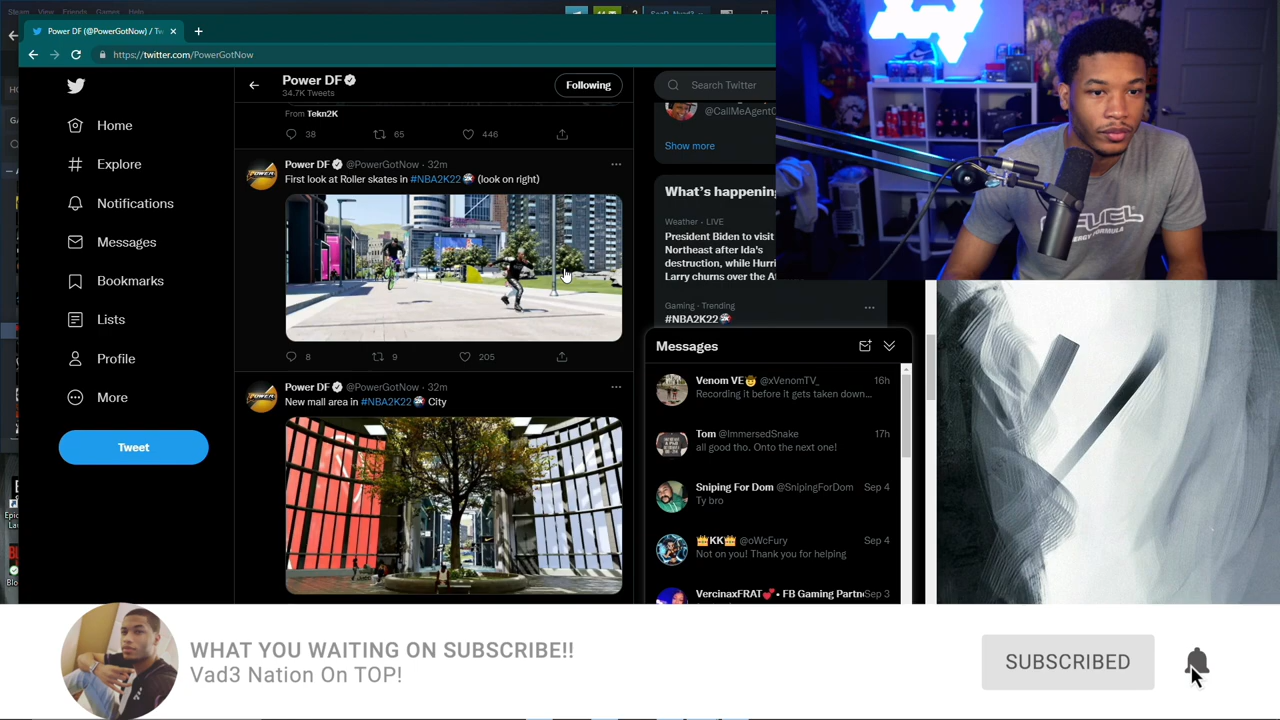 Steam View Friends Games Help
Power DF (@PowerGotNow) / Tw
https://twitter.com/PowerGotNow
Power DF
34.7K Tweets
Following
Search Twitter
Home
Explore
Notifications
Messages
Bookmarks
Lists
Profile
More
Tweet
From Tekn2K
38 65 446
Power DF @PowerGotNow · 32m
First look at Roller skates in #NBA2K22 (look on right)
8 9 205
Power DF @PowerGotNow · 32m
New mall area in #NBA2K22 City
Show more
What's happening
Weather · LIVE
President Biden to visit
Northeast after Ida's
destruction, while Hurri
Larry churns over the A
Gaming · Trending
#NBA2K22
Messages
Venom VE @xVenomTV_ 16h
Recording it before it gets taken down...
Tom @ImmersedSnake 17h
all good tho. Onto the next one!
Sniping For Dom @SnipingForDom Sep 4
Ty bro
KK @oWcFury Sep 4
Not on you! Thank you for helping
VercinaxFRAT • FB Gaming Partn Sep 3
WHAT YOU WAITING ON SUBSCRIBE!!
Vad3 Nation On TOP!
SUBSCRIBED